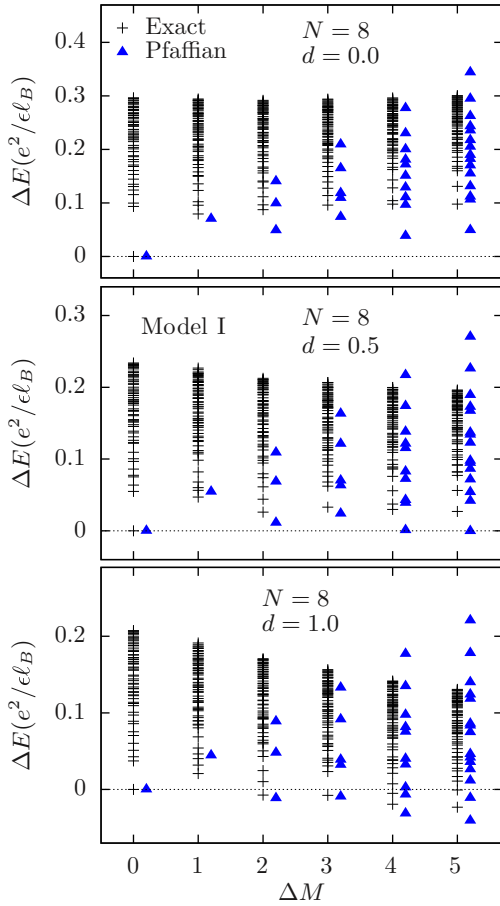 + Exact
▲ Pfaffian
N = 8
d = 0.0
ΔE(e²/ϵℓ_B)
0.4
0.3
0.2
0.1
0
Model I
N = 8
d = 0.5
ΔE(e²/ϵℓ_B)
0.3
0.2
0.1
0
N = 8
d = 1.0
ΔE(e²/ϵℓ_B)
0.2
0.1
0
0 1 2 3 4 5
ΔM